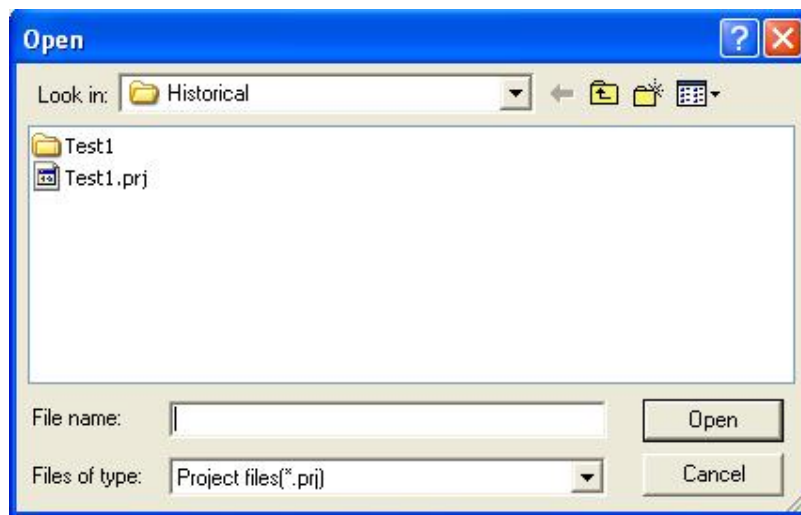 Open
Look in: Historical
Test1
Test1.prj
File name: Open
Files of type: Project files(*.prj) Cancel